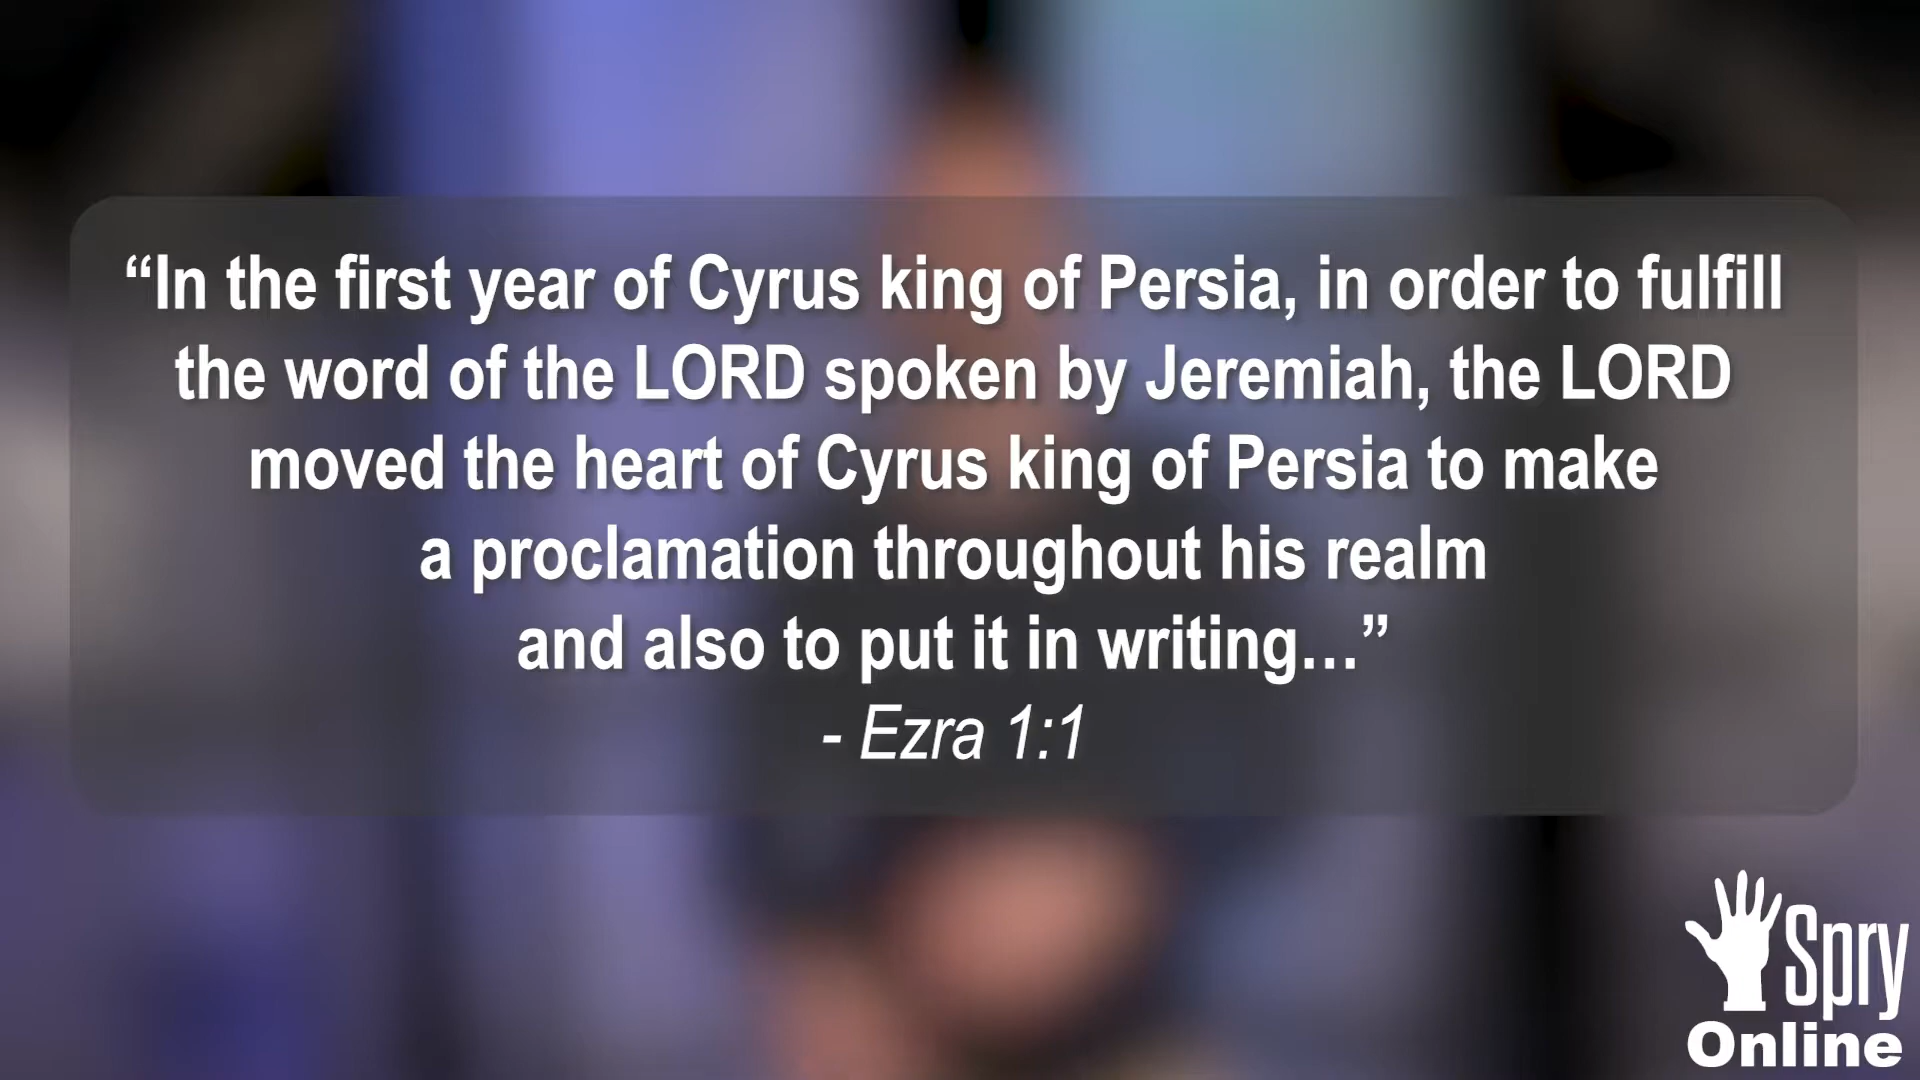 “In the first year of Cyrus king of Persia, in order to fulfill
the word of the LORD spoken by Jeremiah, the LORD
moved the heart of Cyrus king of Persia to make
a proclamation throughout his realm
and also to put it in writing…”
- Ezra 1:1
Spry
Online